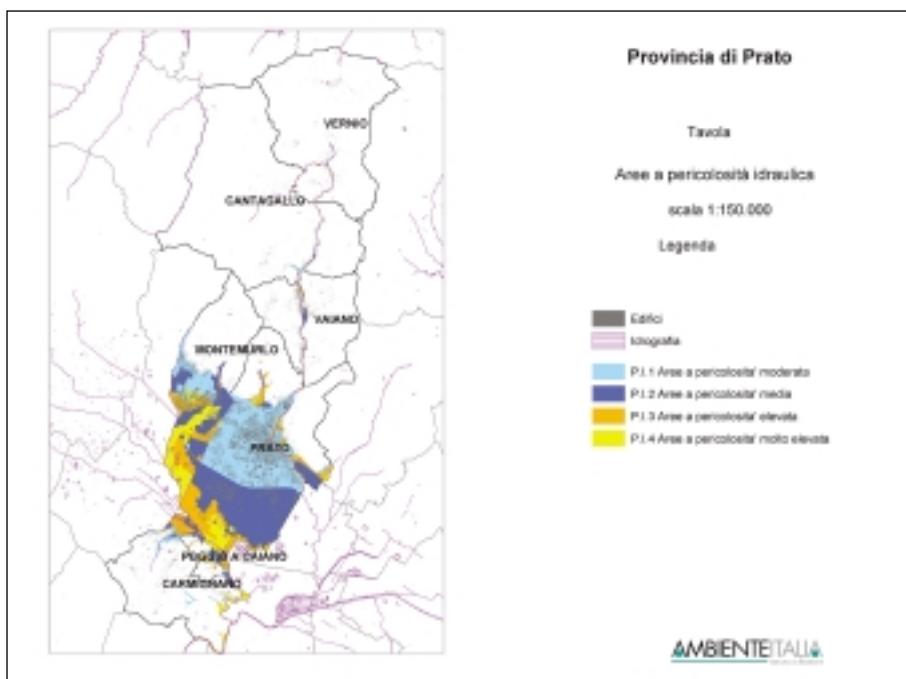 Provincia di Prato
Tavola
Aree a pericolosità idraulica
scala 1:150.000
Legenda
Edifici
Idrografia
P.I.1 Aree a pericolosita' moderata
P.I.2 Aree a pericolosita' media
P.I.3 Aree a pericolosita' elevata
P.I.4 Aree a pericolosita' molto elevata
VERNIO
CANTAGALLO
VAIANO
MONTEMURLO
PRATO
POGGIO A CAIANO
CARMIGNANO
AMBIENTEITALIA